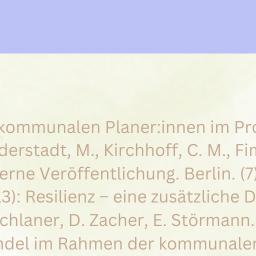 kommunalen Planer:innen im Pro
derstadt, M., Kirchhoff, C. M., Fin
erne Veröffentlichung. Berlin. (7)
3): Resilienz – eine zusätzliche D
chlaner, D. Zacher, E. Störmann.
ndel im Rahmen der kommunalen